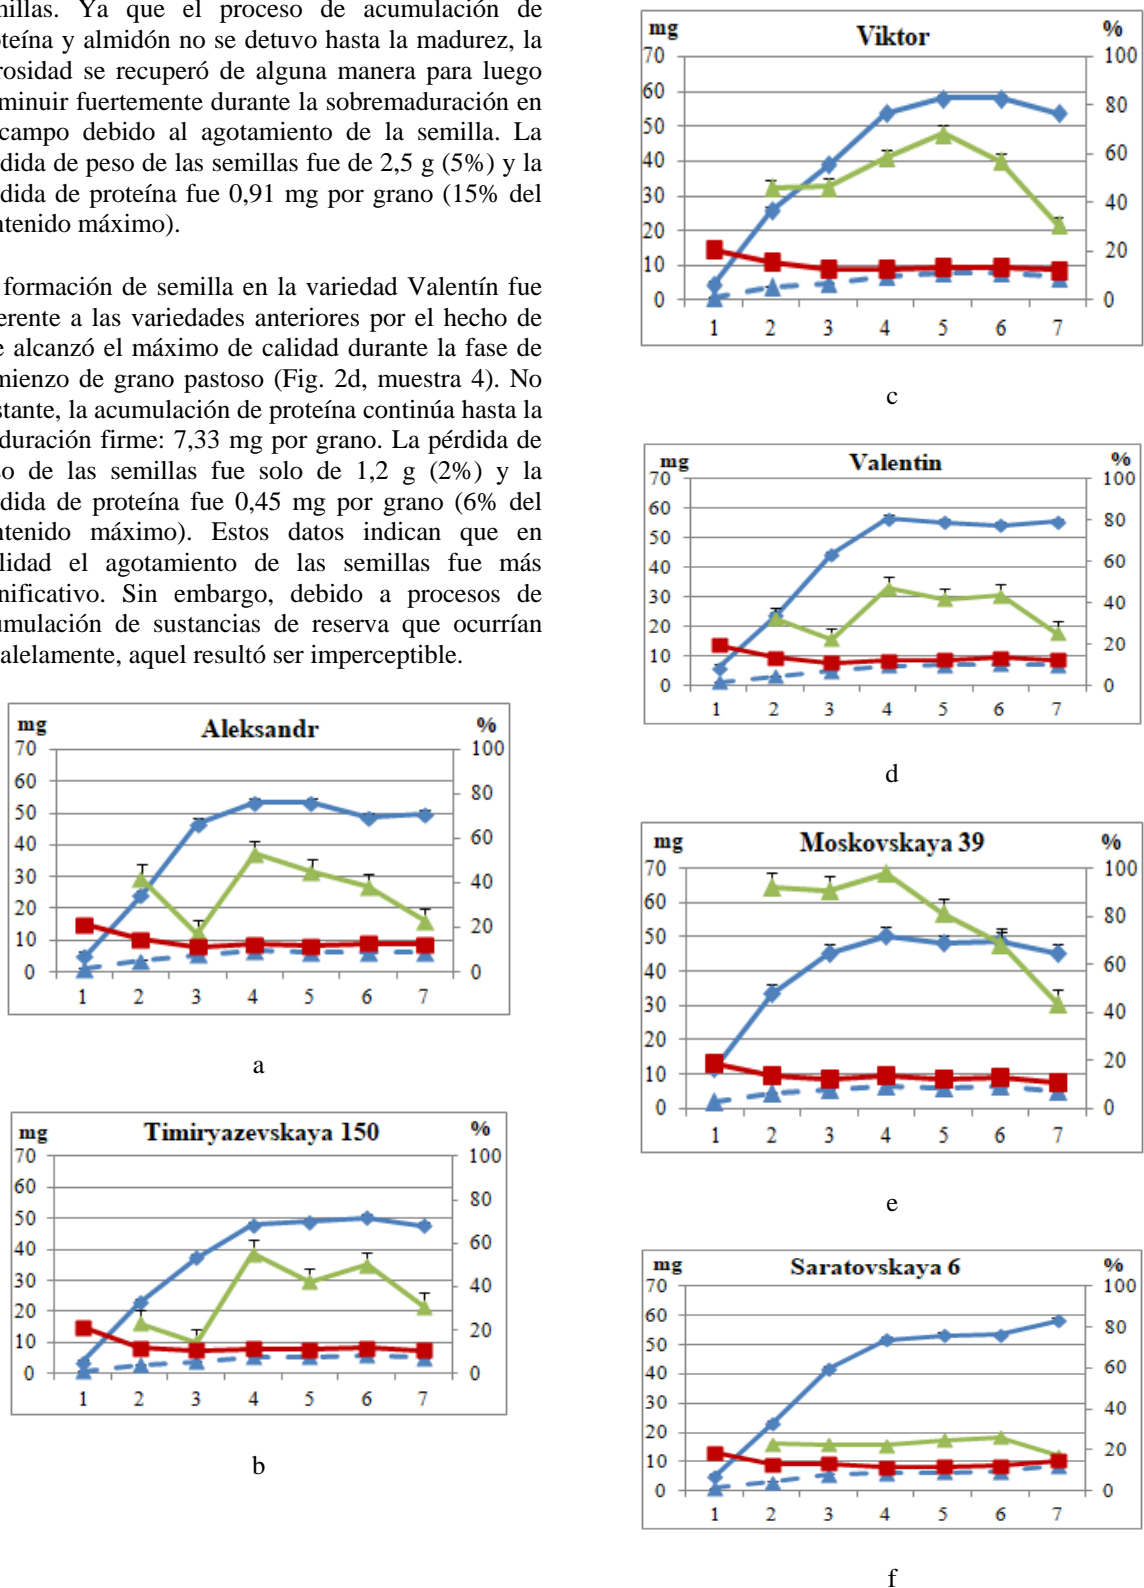 millas. Ya que el proceso de acumulación de
oteína y almidón no se detuvo hasta la madurez, la
rosidad se recuperó de alguna manera para luego
minuir fuertemente durante la sobremaduración en
campo debido al agotamiento de la semilla. La
dida de peso de las semillas fue de 2,5 g (5%) y la
dida de proteína fue 0,91 mg por grano (15% del
ntenido máximo).
formación de semilla en la variedad Valentín fue
erente a las variedades anteriores por el hecho de
e alcanzó el máximo de calidad durante la fase de
mienzo de grano pastoso (Fig. 2d, muestra 4). No
stante, la acumulación de proteína continúa hasta la
duración firme: 7,33 mg por grano. La pérdida de
so de las semillas fue solo de 1,2 g (2%) y la
rdida de proteína fue 0,45 mg por grano (6% del
ntenido máximo). Estos datos indican que en
lidad el agotamiento de las semillas fue más
nificativo. Sin embargo, debido a procesos de
umulación de sustancias de reserva que ocurrían
alelamente, aquel resultó ser imperceptible.
mg Aleksandr %
70 100
60
80
50
60
40
30 40
20
20
10
0 0
1 2 3 4 5 6 7
a
mg Timiryazevskaya 150 %
70 100
60 80
50
60
40
30 40
20
20
10
0 0
1 2 3 4 5 6 7
b
mg Viktor %
70 100
60
80
50
60
40
30 40
20
20
10
0 0
1 2 3 4 5 6 7
c
mg Valentin %
70 100
60
80
50
60
40
30 40
20
20
10
0 0
1 2 3 4 5 6 7
d
mg Moskovskaya 39 %
70 100
60
80
50
60
40
30 40
20
20
10
0 0
1 2 3 4 5 6 7
e
mg Saratovskaya 6 %
70 100
60
80
50
60
40
30 40
20
20
10
0 0
1 2 3 4 5 6 7
f